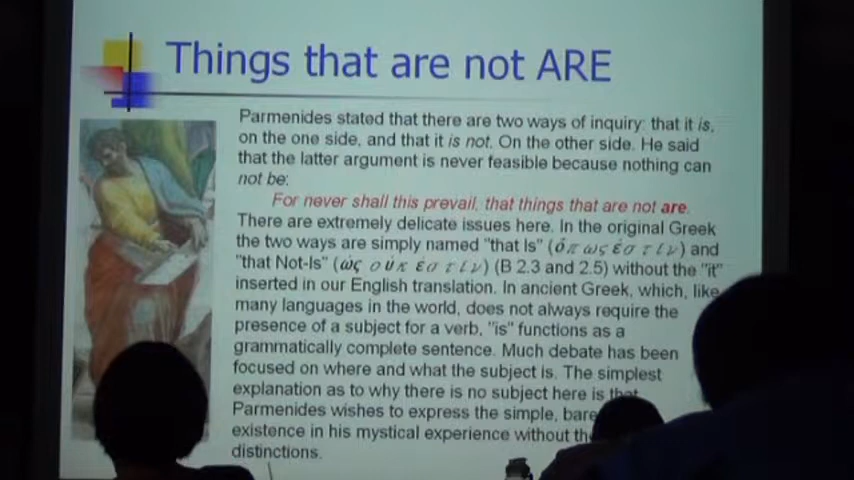 Things that are not ARE
Parmenides stated that there are two ways of inquiry: that it is,
on the one side, and that it is not. On the other side. He said
that the latter argument is never feasible because nothing can
not be:
For never shall this prevail, that things that are not are.
There are extremely delicate issues here. In the original Greek
the two ways are simply named "that Is" (ὅπως ἐστίν) and
"that Not-Is" (ὡς οὐκ ἐστίν) (B 2.3 and 2.5) without the "it"
inserted in our English translation. In ancient Greek, which, like
many languages in the world, does not always require the
presence of a subject for a verb, "is" functions as a
grammatically complete sentence. Much debate has been
focused on where and what the subject is. The simplest
explanation as to why there is no subject here is that
Parmenides wishes to express the simple, bare
existence in his mystical experience without the
distinctions.